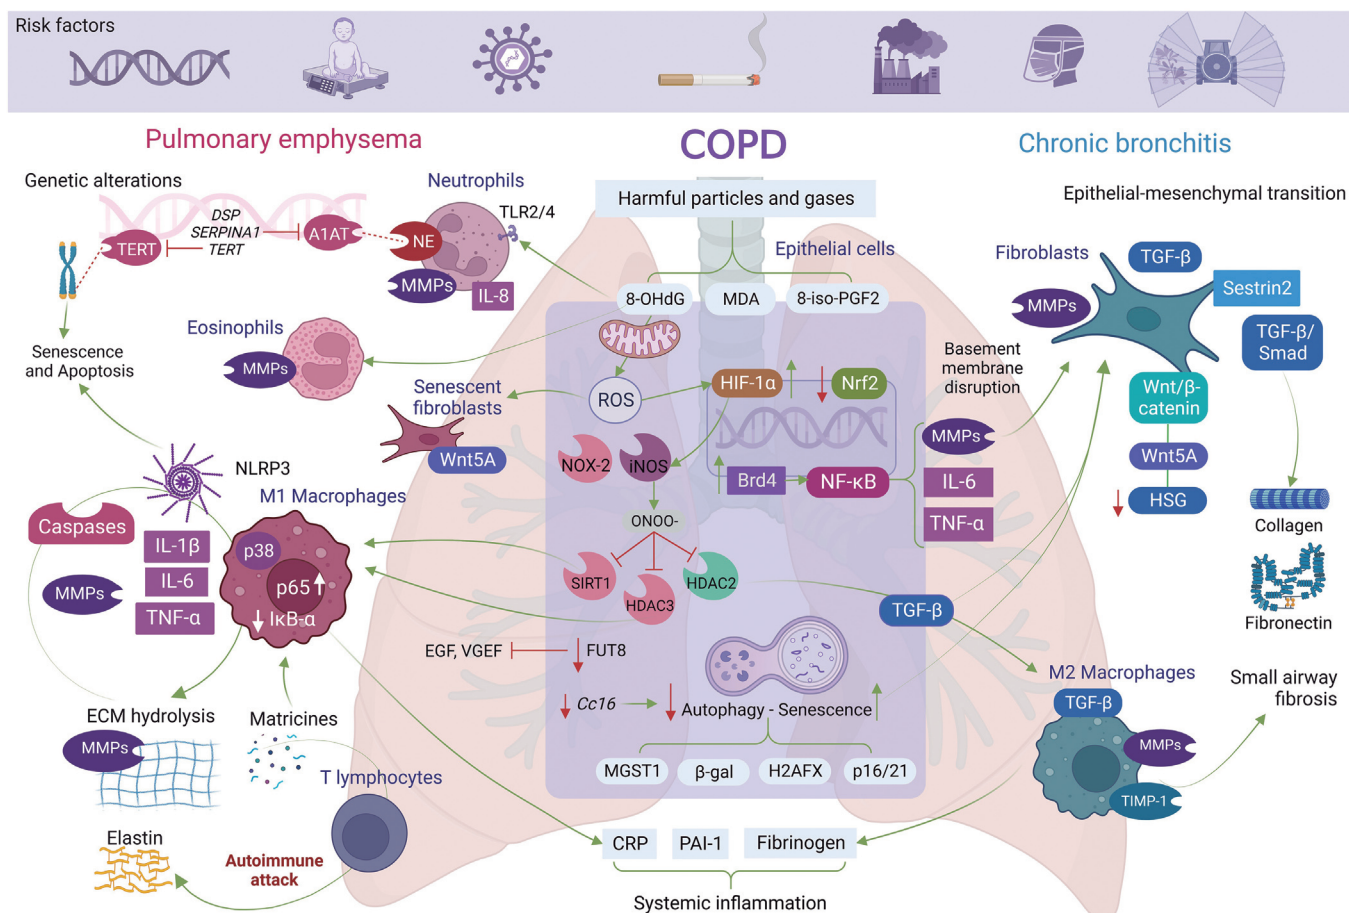 Risk factors
Pulmonary emphysema
COPD
Chronic bronchitis
Genetic alterations
DSP
SERPINA1
TERT
TERT
A1AT
Neutrophils
TLR2/4
NE
MMPs
IL-8
Harmful particles and gases
Epithelial cells
8-OHdG
MDA
8-iso-PGF2
Epithelial-mesenchymal transition
Fibroblasts
TGF-β
MMPs
Sestrin2
TGF-β/
Smad
Wnt/β-
catenin
Wnt5A
HSG
Collagen
Fibronectin
Senescence
and Apoptosis
Eosinophils
MMPs
Senescent
fibroblasts
Wnt5A
ROS
HIF-1α
Nrf2
NOX-2
iNOS
Brd4
NF-κB
Basement
membrane
disruption
MMPs
IL-6
TNF-α
ONOO-
SIRT1
HDAC3
HDAC2
NLRP3
M1 Macrophages
Caspases
IL-1β
IL-6
TNF-α
MMPs
p38
p65
IκB-α
EGF, VGEF
FUT8
Cc16
Autophagy - Senescence
MGST1
β-gal
H2AFX
p16/21
TGF-β
M2 Macrophages
TGF-β
MMPs
TIMP-1
Small airway
fibrosis
ECM hydrolysis
MMPs
Matricines
T lymphocytes
Elastin
Autoimmune
attack
CRP
PAI-1
Fibrinogen
Systemic inflammation